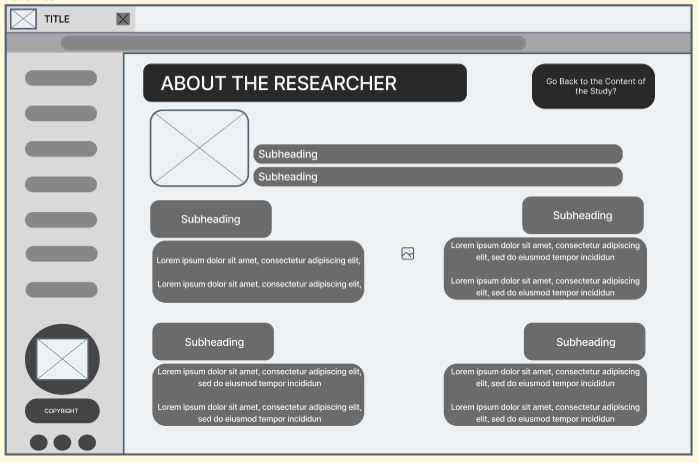 TITLE
ABOUT THE RESEARCHER
Go Back to the Content of
the Study?
Subheading
Subheading
Subheading
Lorem ipsum dolor sit amet, consectetur adipiscing elit,
Lorem ipsum dolor sit amet, consectetur adipiscing elit,
Subheading
Lorem ipsum dolor sit amet, consectetur adipiscing
elit, sed do eiusmod tempor incididun
Lorem ipsum dolor sit amet, consectetur adipiscing
elit, sed do eiusmod tempor incididun
Subheading
Lorem ipsum dolor sit amet, consectetur adipiscing elit,
sed do eiusmod tempor incididun
Lorem ipsum dolor sit amet, consectetur adipiscing elit,
sed do eiusmod tempor incididun
Subheading
Lorem ipsum dolor sit amet, consectetur adipiscing
elit, sed do eiusmod tempor incididun
Lorem ipsum dolor sit amet, consectetur adipiscing
elit, sed do eiusmod tempor incididun
COPYRIGHT